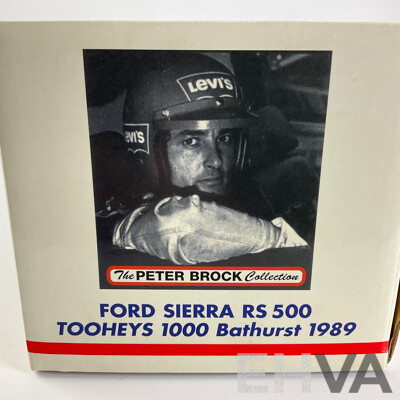 LEVI'S
LEVI'S
The PETER BROCK Collection
FORD SIERRA RS 500
TOOHEYS 1000 Bathurst 1989
EHVA